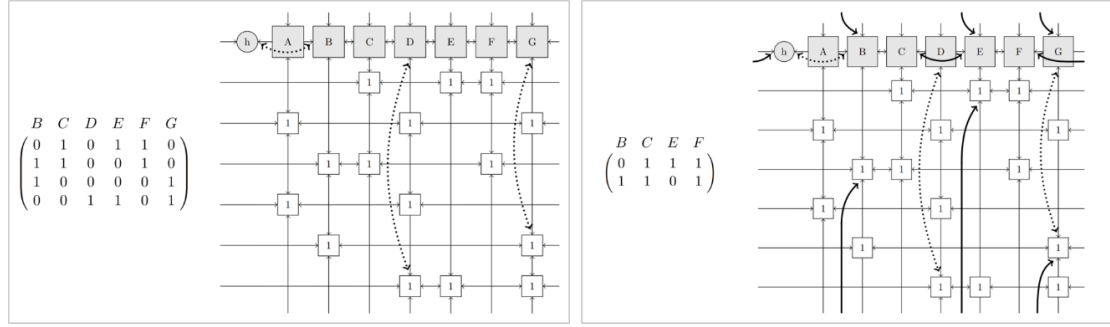 B C D E F G
0 1 0 1 1 0
1 1 0 0 1 0
1 0 0 0 0 1
0 0 1 1 0 1
h A B C D E F G
1 1 1
1 1 1
1 1 1
1 1
1 1
1 1 1
B C E F
0 1 1 1
1 1 0 1
h A B C D E F G
1 1 1
1 1 1
1 1 1
1 1
1 1
1 1 1